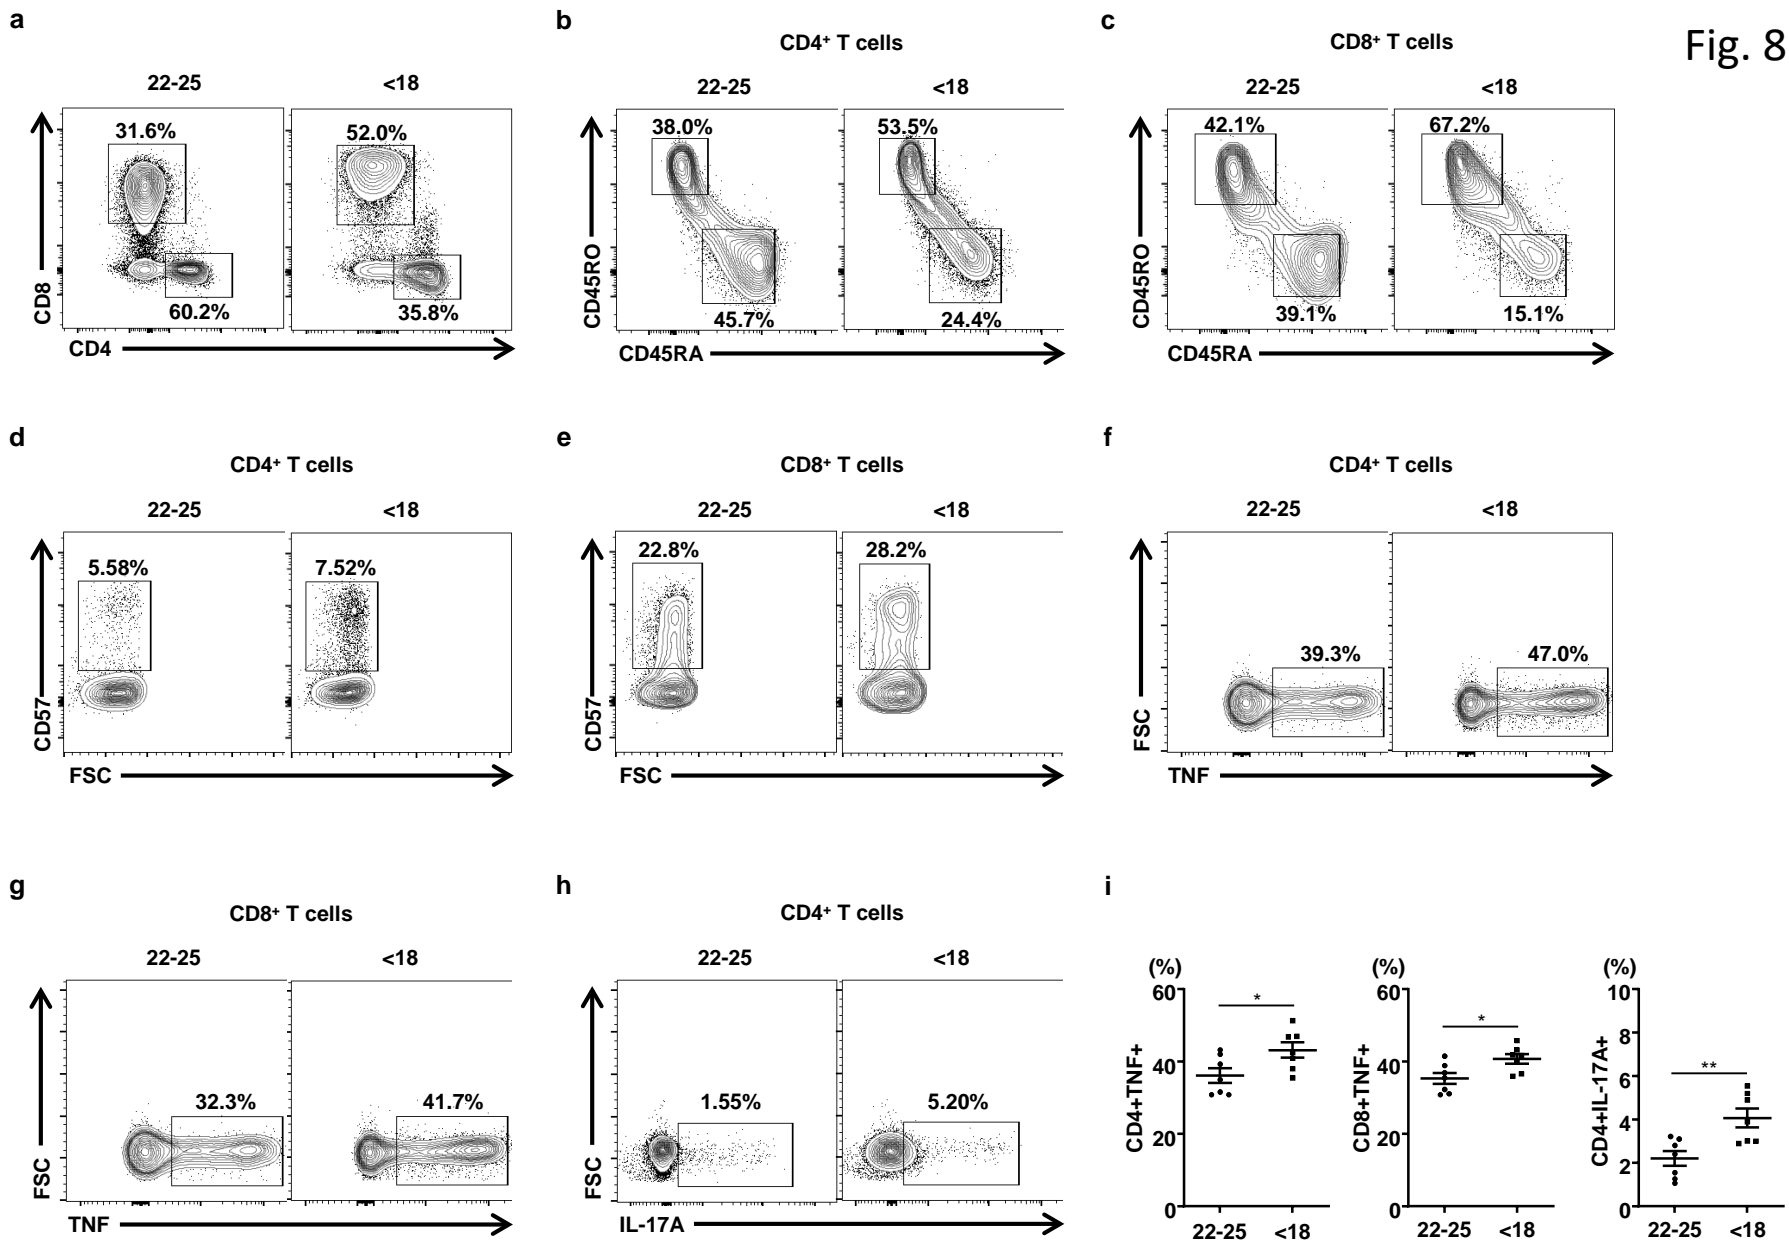 Fig. 8
a
22-25
<18
31.6%
52.0%
60.2%
35.8%
CD8
CD4
b
CD4+ T cells
22-25
<18
38.0%
53.5%
45.7%
24.4%
CD45RO
CD45RA
c
CD8+ T cells
22-25
<18
42.1%
67.2%
39.1%
15.1%
CD45RO
CD45RA
d
CD4+ T cells
22-25
<18
5.58%
7.52%
CD57
FSC
e
CD8+ T cells
22-25
<18
22.8%
28.2%
CD57
FSC
f
CD4+ T cells
22-25
<18
39.3%
47.0%
FSC
TNF
g
CD8+ T cells
22-25
<18
32.3%
41.7%
FSC
TNF
h
CD4+ T cells
22-25
<18
1.55%
5.20%
FSC
IL-17A
i
(%)
60
40
20
0
CD4+TNF+
*
22-25
<18
(%)
60
40
20
0
CD8+TNF+
*
22-25
<18
(%)
10
8
6
4
2
0
CD4+IL-17A+
**
22-25
<18